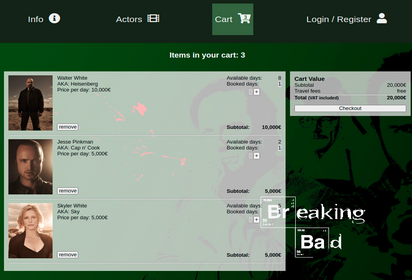 Info
Actors
Cart
Login / Register
Items in your cart: 3
Walter White
AKA: Heisenberg
Price per day: 10,000€
Available days: 8
Booked days: 1
+
remove
Subtotal: 10,000€
Jesse Pinkman
AKA: Cap n' Cook
Price per day: 5,000€
Available days: 2
Booked days: 1
+
remove
Subtotal: 5,000€
Skyler White
AKA: Sky
Price per day: 5,000€
Available days: 5
Booked days: 1
+
remove
Subtotal: 5,000€
Cart Value
Subtotal 20,000€
Travel fees free
Total (VAT included) 20,000€
Checkout
Breaking
Bad